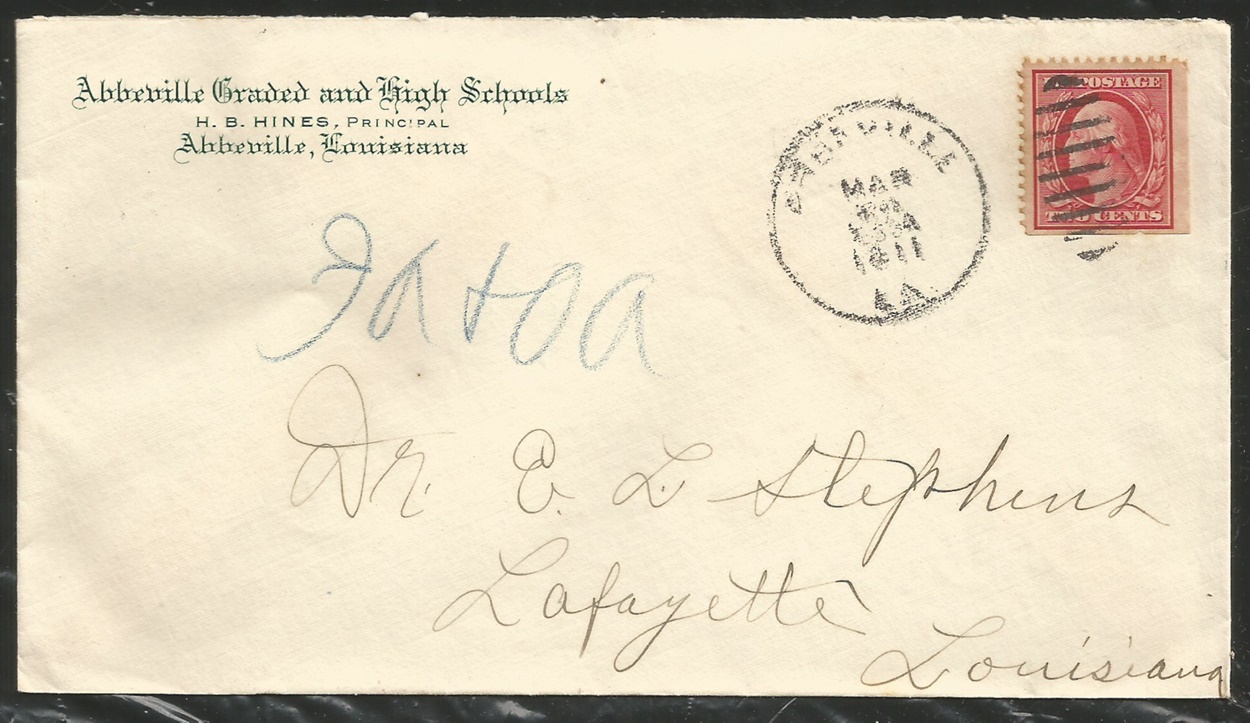 Abbeville Graded and High Schools
H. B. HINES, PRINCIPAL
Abbeville, Louisiana
POSTAGE
TWO CENTS
ABBEVILLE
MAR
1911
LA.
Dr. E. L. Stephens
Lafayette
Louisiana